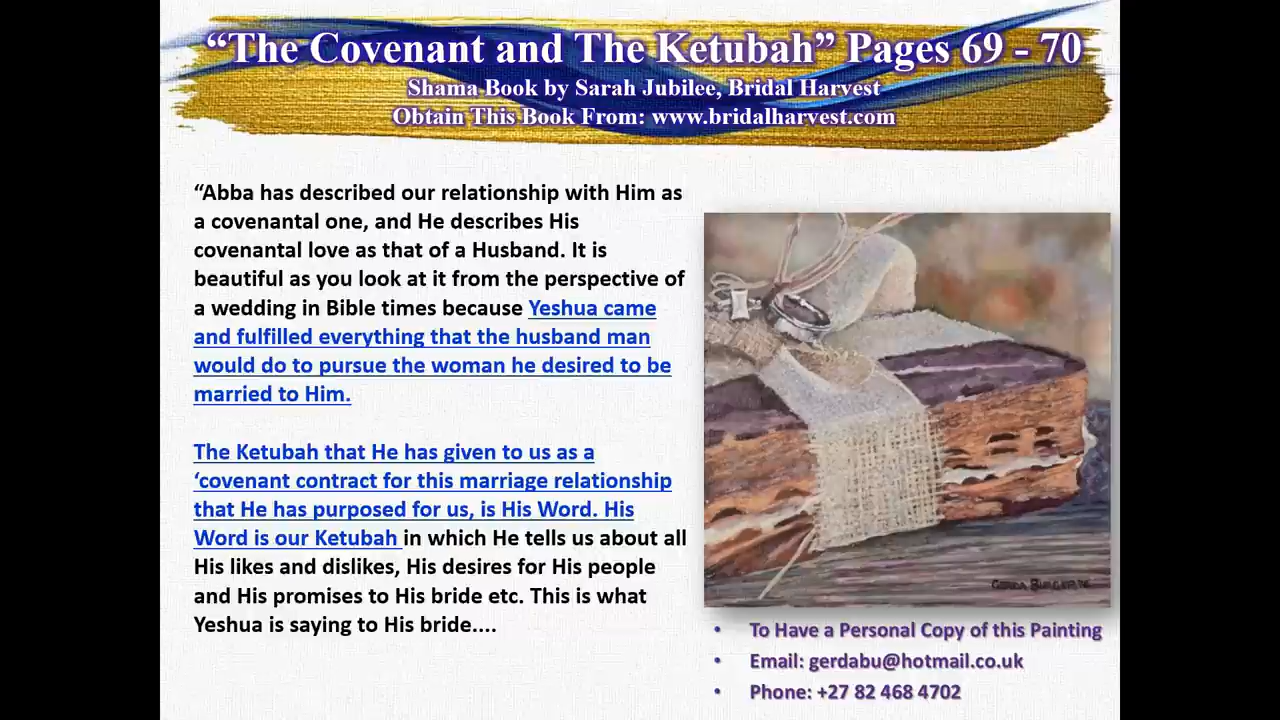 “The Covenant and The Ketubah” Pages 69 - 70
Shama Book by Sarah Jubilee, Bridal Harvest
Obtain This Book From: www.bridalharvest.com
“Abba has described our relationship with Him as
a covenantal one, and He describes His
covenantal love as that of a Husband. It is
beautiful as you look at it from the perspective of
a wedding in Bible times because Yeshua came
and fulfilled everything that the husband man
would do to pursue the woman he desired to be
married to Him.
The Ketubah that He has given to us as a
‘covenant contract for this marriage relationship
that He has purposed for us, is His Word. His
Word is our Ketubah in which He tells us about all
His likes and dislikes, His desires for His people
and His promises to His bride etc. This is what
Yeshua is saying to His bride....
• To Have a Personal Copy of this Painting
• Email: gerdabu@hotmail.co.uk
• Phone: +27 82 468 4702